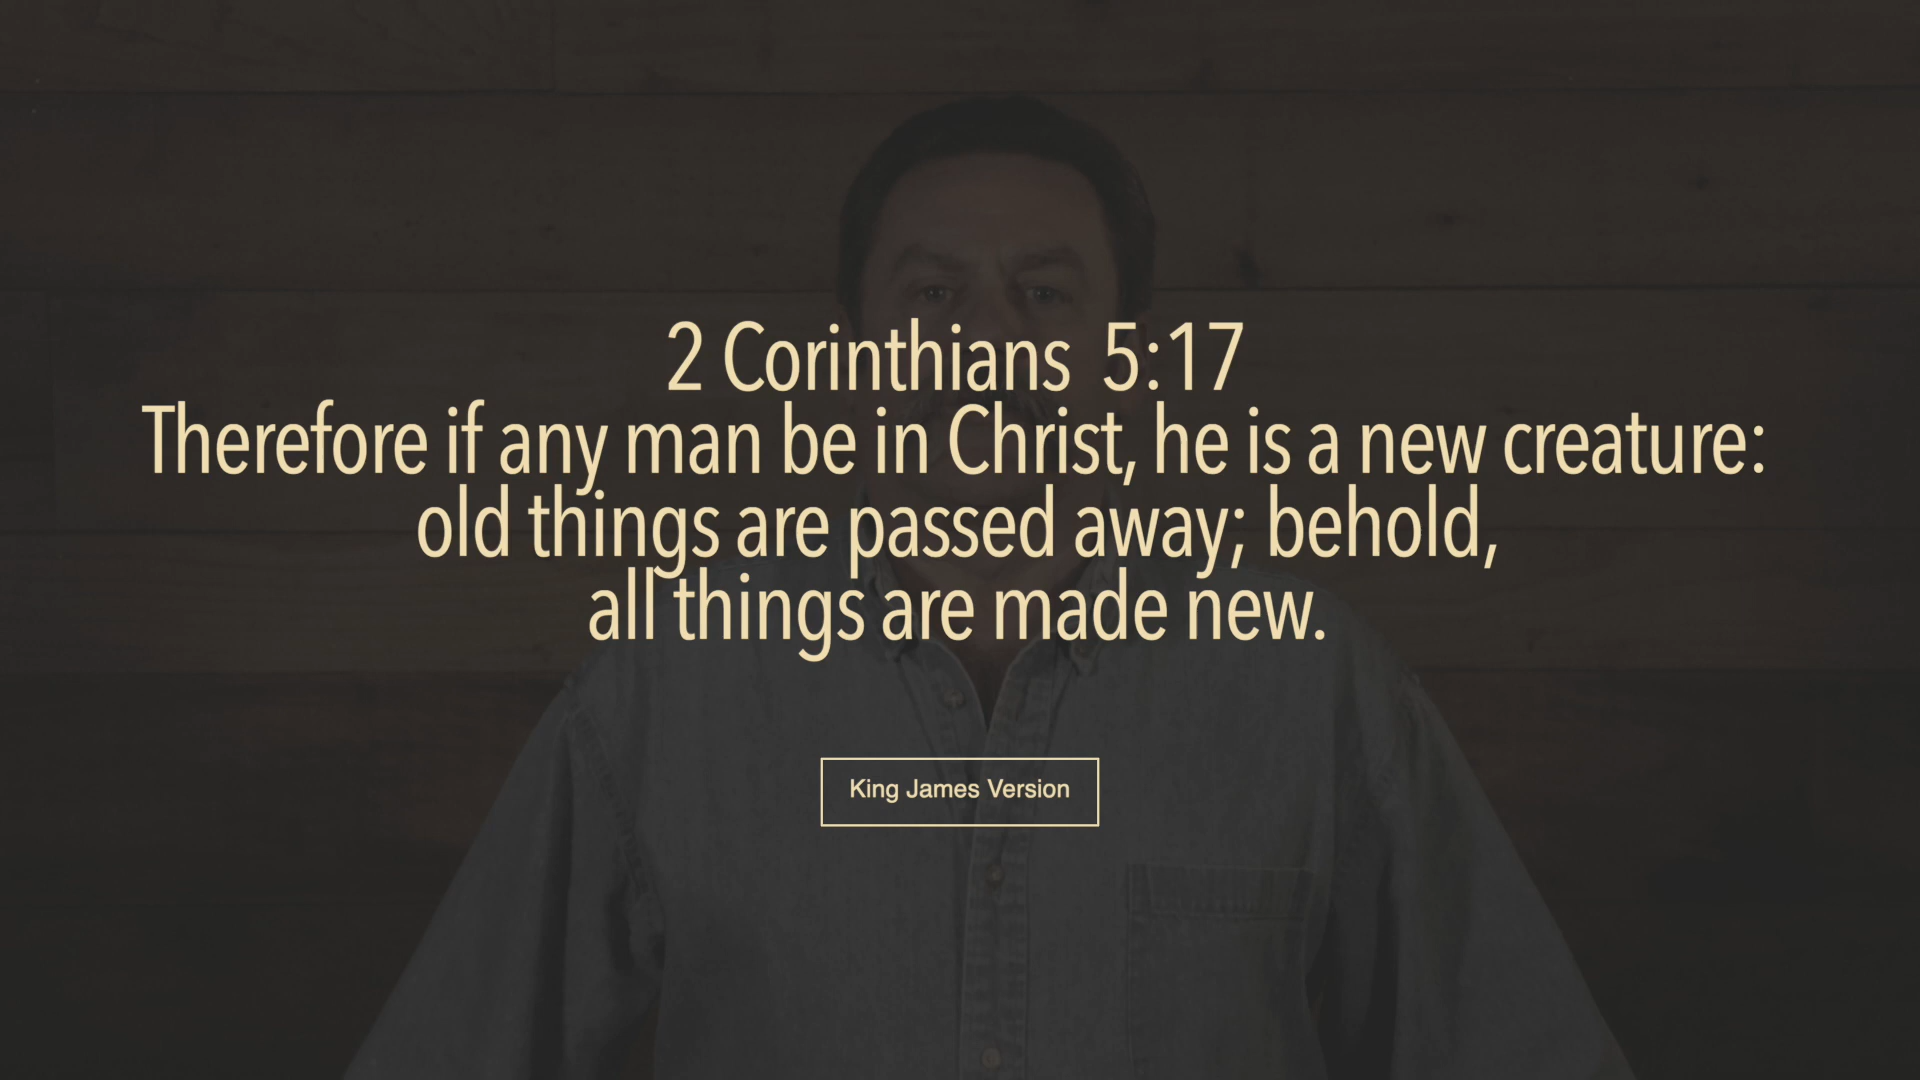 2 Corinthians 5:17
Therefore if any man be in Christ, he is a new creature:
old things are passed away; behold,
all things are made new.
King James Version